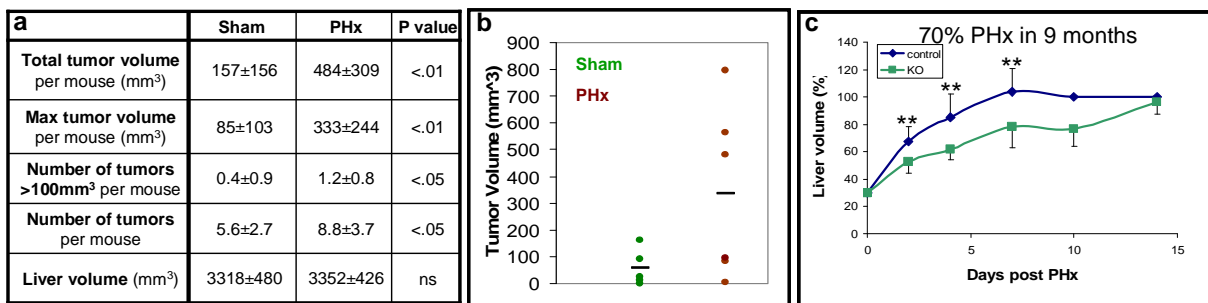 a
Sham PHx P value
Total tumor volume
per mouse (mm³) 157±156 484±309 <.01
Max tumor volume
per mouse (mm³) 85±103 333±244 <.01
Number of tumors
>100mm³ per mouse 0.4±0.9 1.2±0.8 <.05
Number of tumors
per mouse 5.6±2.7 8.8±3.7 <.05
Liver volume (mm³) 3318±480 3352±426 ns
b
Tumor Volume (mm^3)
900
800
700
600
500
400
300
200
100
0
Sham
PHx
c
70% PHx in 9 months
control
KO
Liver volume (%)
140
120
100
80
60
40
20
0
** ** **
0 5 10 15
Days post PHx